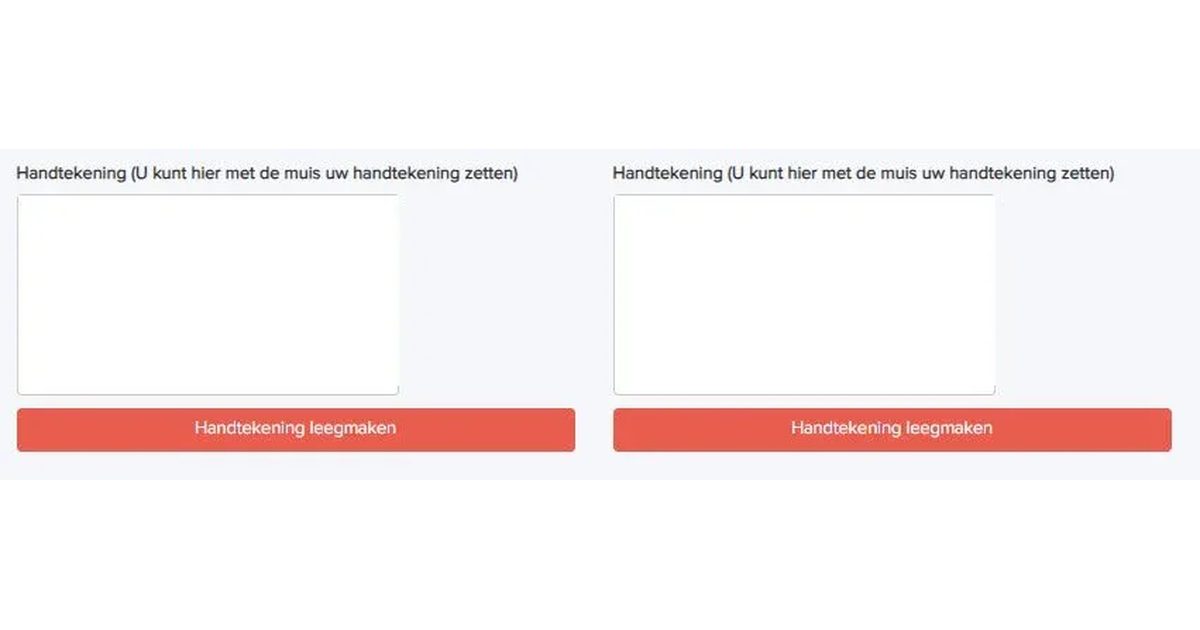 Handtekening (U kunt hier met de muis uw handtekening zetten)
Handtekening leegmaken
Handtekening (U kunt hier met de muis uw handtekening zetten)
Handtekening leegmaken